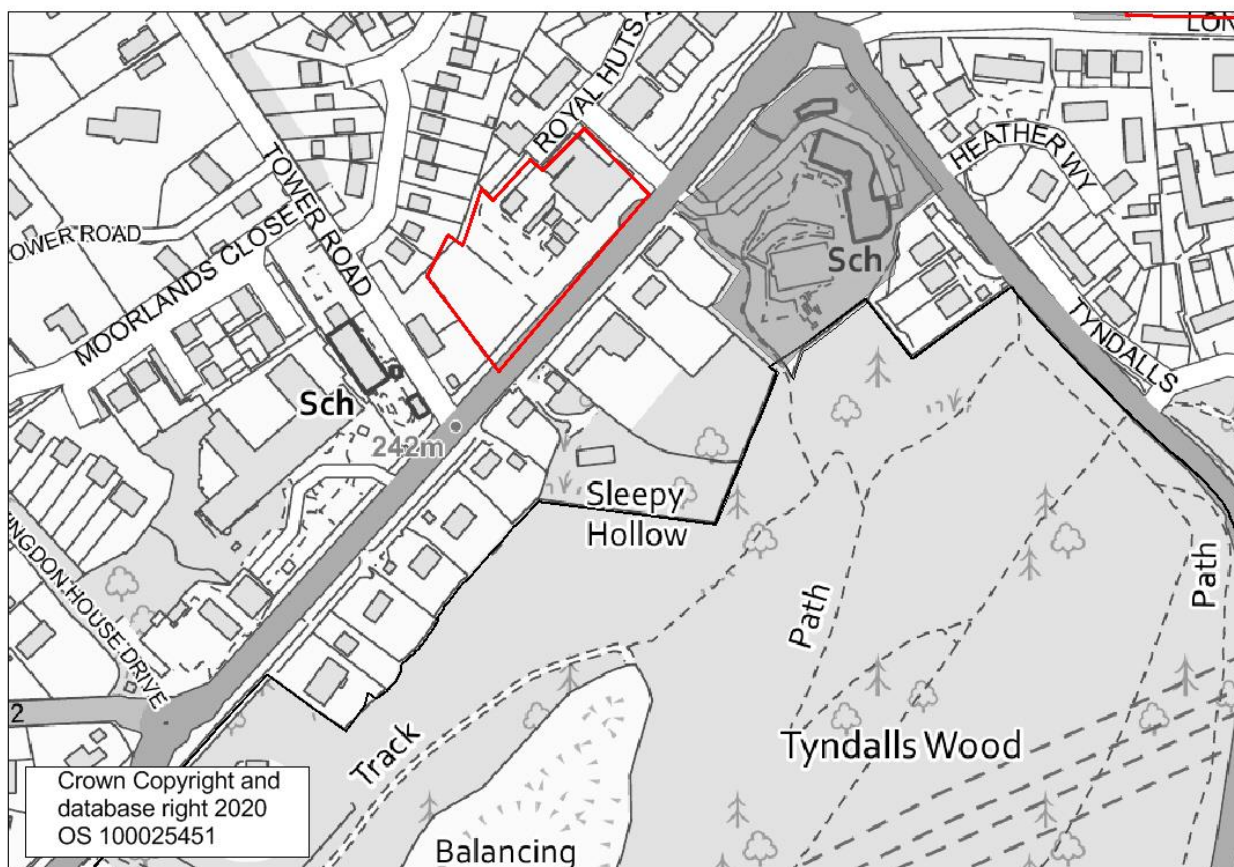 LON
ROYAL HUTS A
HEATHER WY
TOWER ROAD
OWER ROAD
MOORLANDS CLOSE
Sch
Sch
TYNDALLS
242m
Sleepy
Hollow
NGDON HOUSE DRIVE
Path
Path
2
Track
Tyndalls Wood
Balancing
Crown Copyright and
database right 2020
OS 100025451